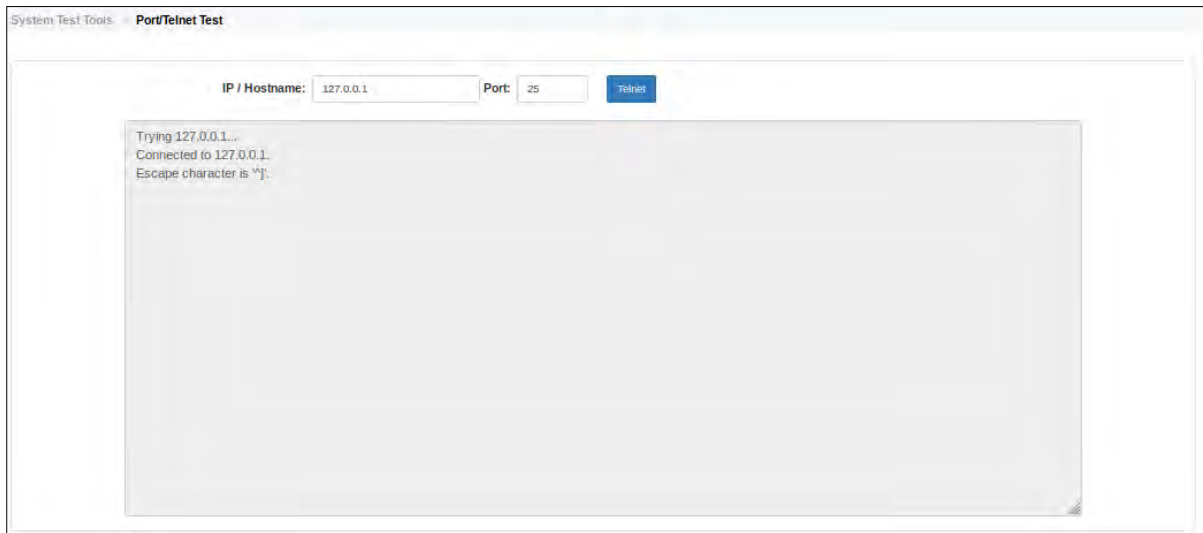 System Test Tools Port/Telnet Test
IP / Hostname: 127.0.0.1 Port: 25 Telnet
Trying 127.0.0.1...
Connected to 127.0.0.1.
Escape character is '^]'.